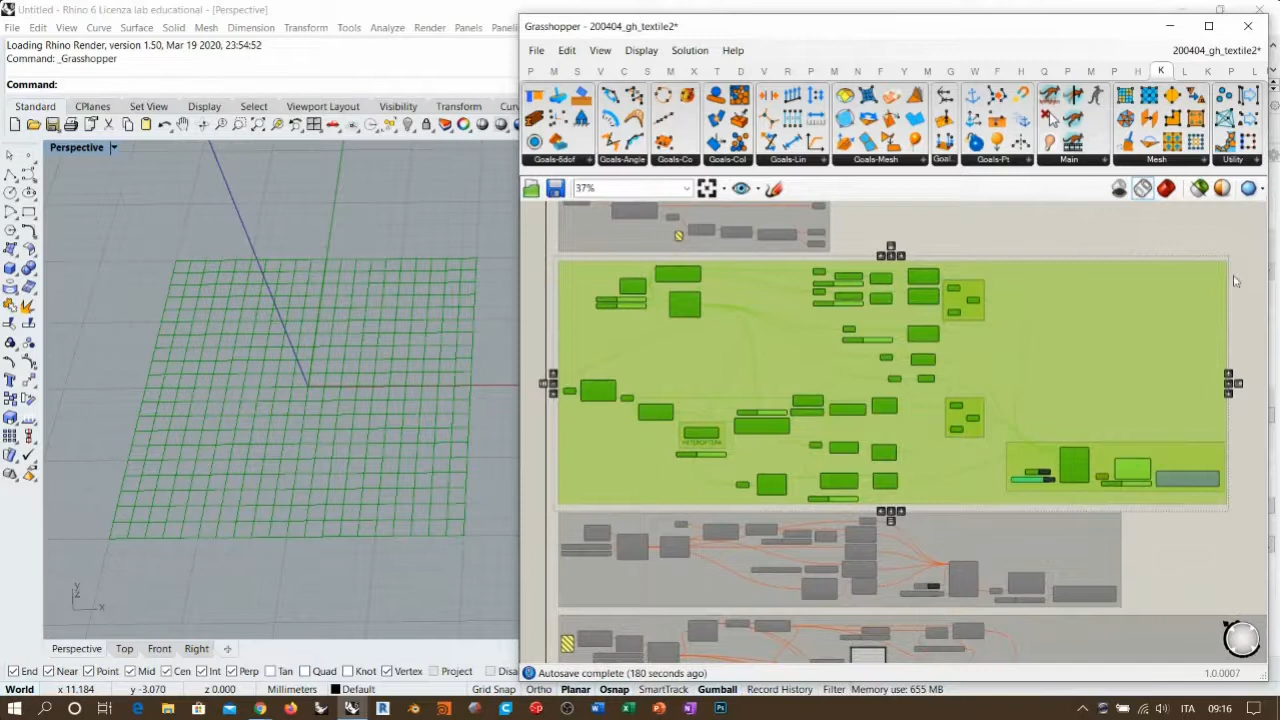 d - Rhino 6 Licenza lab educational - [Perspective]
File Edit View Curve Surface Solid Mesh Dimension Transform Tools Analyze Render Panels
Loading Rhino Render, version 1.50, Mar 19 2020, 23:54:52
Command: _Grasshopper
Command:
Standard CPlanes Set View Display Select Viewport Layout Visibility Transform
Perspective
Grasshopper - 200404_gh_textile2*
File Edit View Display Solution Help
200404_gh_textile2*
P M S V C S M X T D V R P M N F A M G W F H Q P M P H K L K P L
Goals-6dof Goals-Angle Goals-Co Goals-Col Goals-Lin Goals-Mesh Goal... Goals-Pt Main Mesh Utility
37%
z
x
Perspective Top Front Right
End Near Point Mid Cen Int Perp Tan Quad Knot Vertex Project
Autosave complete (180 seconds ago)
1.0.0007
World x 11.184 y -3.070 z 0.000 Millimeters Default Grid Snap Ortho Planar Osnap SmartTrack Gumball Record History Filter Memory use: 655 MB
ITA 09:16